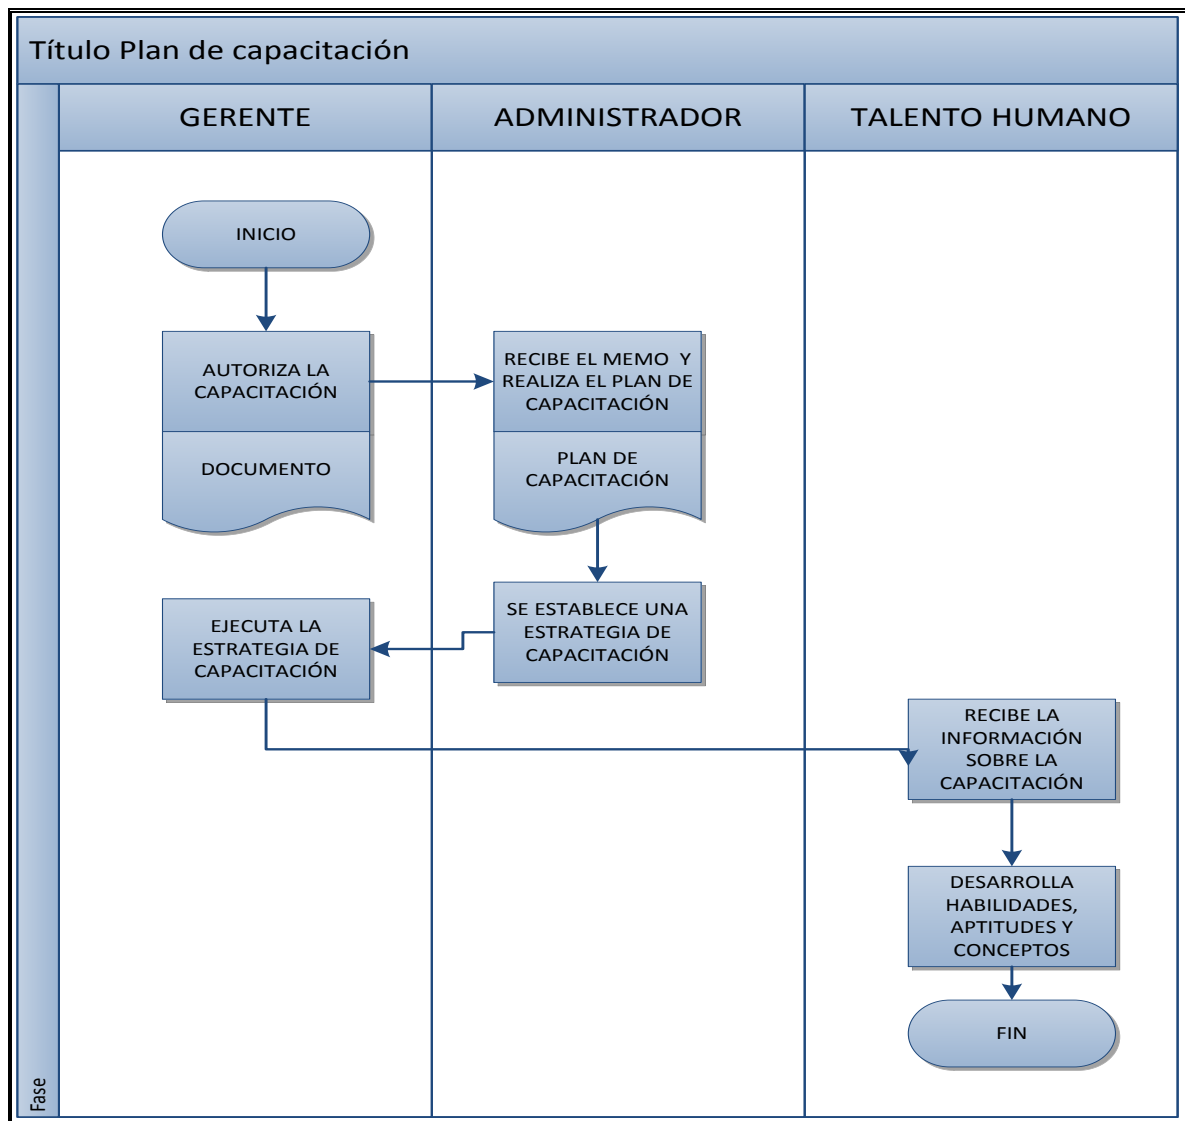 Título Plan de capacitación
GERENTE
ADMINISTRADOR
TALENTO HUMANO
INICIO
AUTORIZA LA
CAPACITACIÓN
DOCUMENTO
RECIBE EL MEMO Y
REALIZA EL PLAN DE
CAPACITACIÓN
PLAN DE
CAPACITACIÓN
SE ESTABLECE UNA
ESTRATEGIA DE
CAPACITACIÓN
EJECUTA LA
ESTRATEGIA DE
CAPACITACIÓN
RECIBE LA
INFORMACIÓN
SOBRE LA
CAPACITACIÓN
DESARROLLA
HABILIDADES,
APTITUDES Y
CONCEPTOS
FIN
Fase